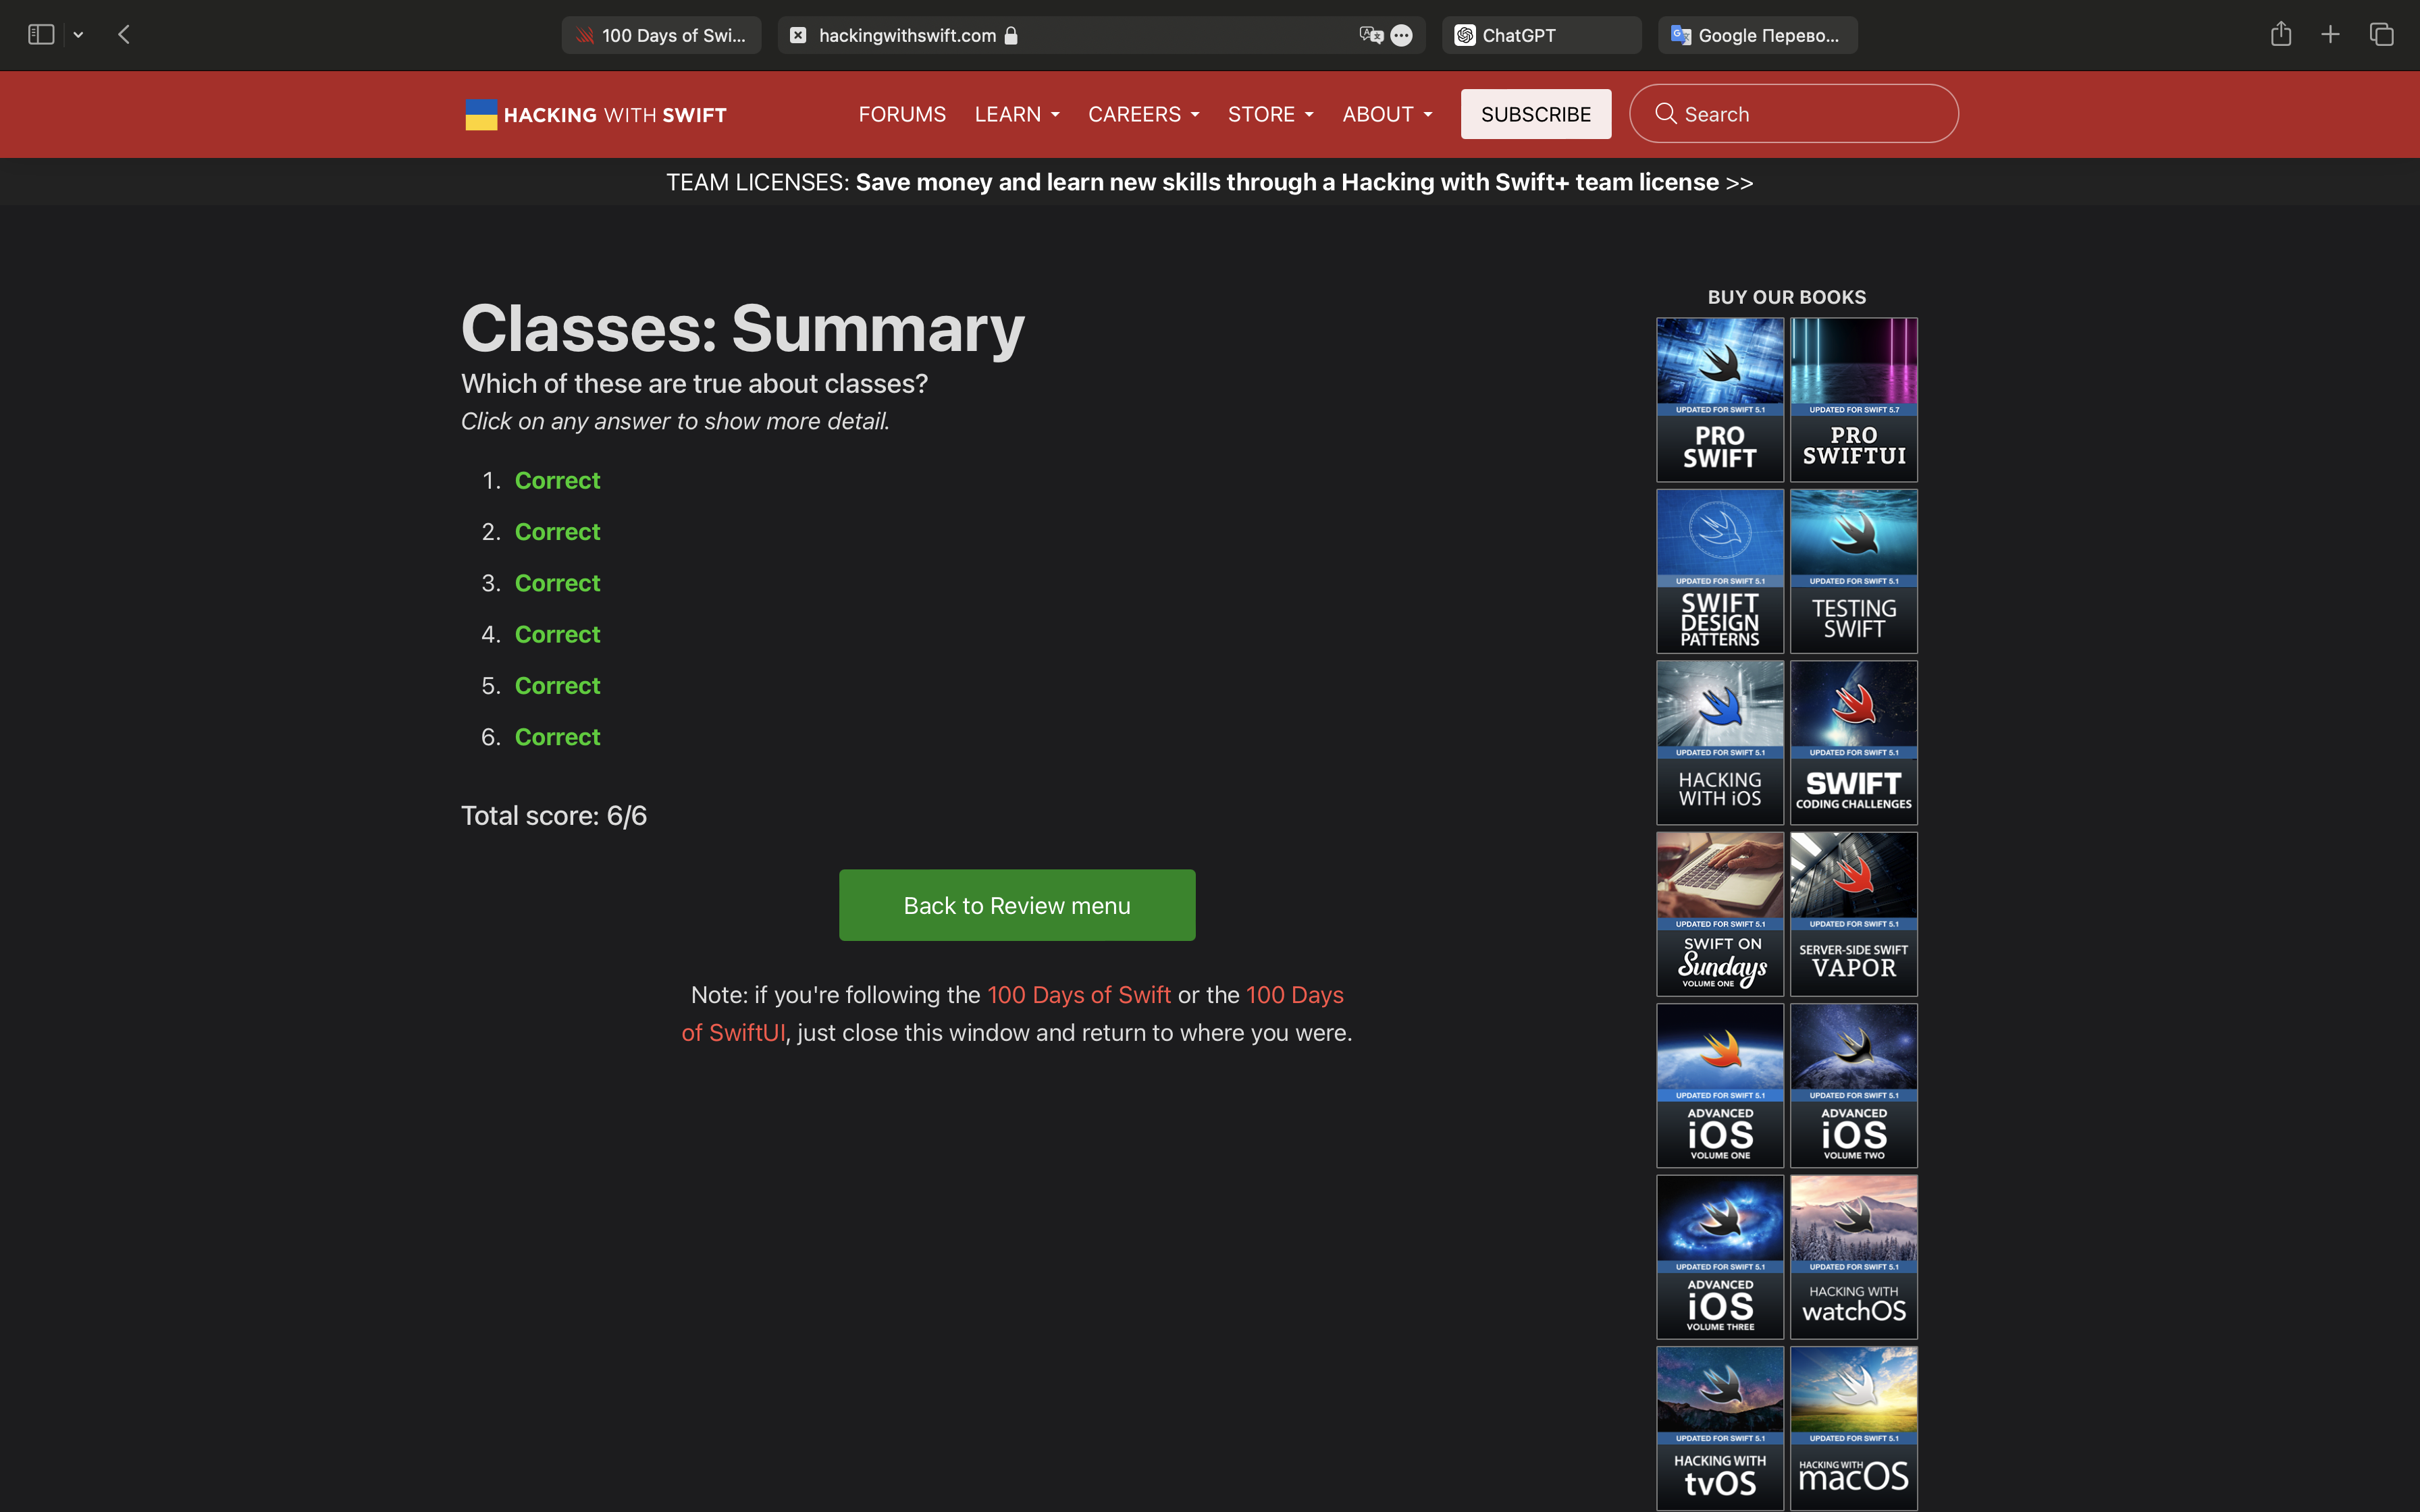 100 Days of Swi...
hackingwithswift.com
ChatGPT
Google Перево...
HACKING WITH SWIFT
FORUMS
LEARN
CAREERS
STORE
ABOUT
SUBSCRIBE
Search
TEAM LICENSES: Save money and learn new skills through a Hacking with Swift+ team license >>
Classes: Summary
Which of these are true about classes?
Click on any answer to show more detail.
1. Correct
2. Correct
3. Correct
4. Correct
5. Correct
6. Correct
Total score: 6/6
Back to Review menu
Note: if you're following the 100 Days of Swift or the 100 Days
of SwiftUI, just close this window and return to where you were.
BUY OUR BOOKS
UPDATED FOR SWIFT 5.1
PRO
SWIFT
UPDATED FOR SWIFT 5.7
PRO
SWIFTUI
UPDATED FOR SWIFT 5.1
SWIFT
DESIGN
PATTERNS
UPDATED FOR SWIFT 5.1
TESTING
SWIFT
UPDATED FOR SWIFT 5.1
HACKING
WITH iOS
UPDATED FOR SWIFT 5.1
SWIFT
CODING CHALLENGES
UPDATED FOR SWIFT 5.1
SWIFT ON
Sundays
VOLUME ONE
UPDATED FOR SWIFT 5.1
SERVER-SIDE SWIFT
VAPOR
UPDATED FOR SWIFT 5.1
ADVANCED
iOS
VOLUME ONE
UPDATED FOR SWIFT 5.1
ADVANCED
iOS
VOLUME TWO
UPDATED FOR SWIFT 5.1
ADVANCED
iOS
VOLUME THREE
UPDATED FOR SWIFT 5.1
HACKING WITH
watchOS
UPDATED FOR SWIFT 5.1
HACKING WITH
tvOS
UPDATED FOR SWIFT 5.1
HACKING WITH
macOS